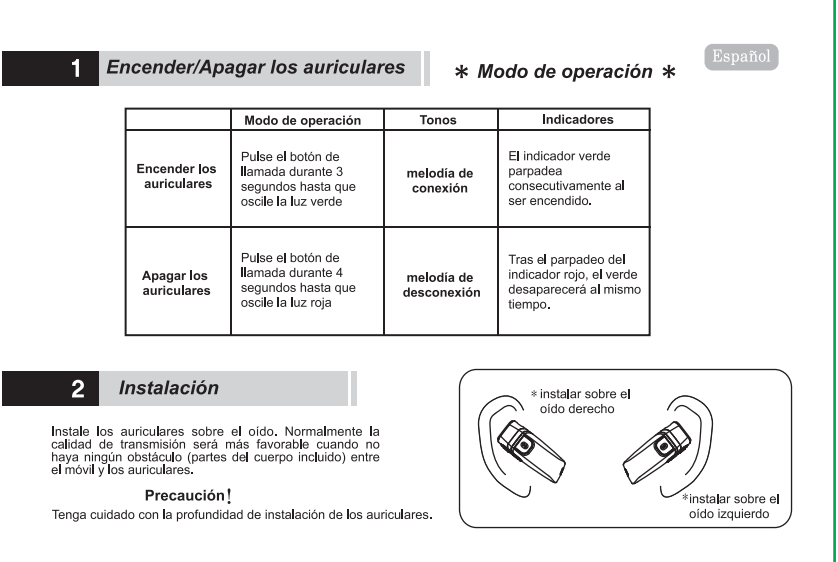 1 Encender/Apagar los auriculares
* Modo de operación *
Español
Modo de operación Tonos Indicadores
Encender los
auriculares
Pulse el botón de
llamada durante 3
segundos hasta que
oscile la luz verde
melodía de
conexión
El indicador verde
parpadea
consecutivamente al
ser encendido.
Apagar los
auriculares
Pulse el botón de
llamada durante 4
segundos hasta que
oscile la luz roja
melodía de
desconexión
Tras el parpadeo del
indicador rojo, el verde
desaparecerá al mismo
tiempo.
2 Instalación
Instale los auriculares sobre el oído. Normalmente la
calidad de transmisión será más favorable cuando no
haya ningún obstáculo (partes del cuerpo incluido) entre
el móvil y los auriculares.
Precaución!
Tenga cuidado con la profundidad de instalación de los auriculares.
* instalar sobre el
oído derecho
*instalar sobre el
oído izquierdo